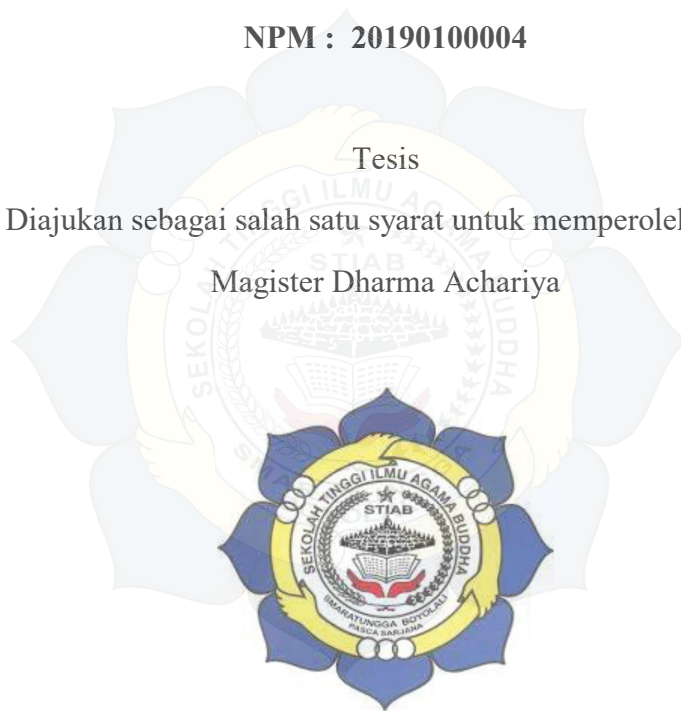 NPM : 20190100004
Tesis
Diajukan sebagai salah satu syarat untuk memperoleh
Magister Dharma Achariya
SEKOLAH TINGGI ILMU AGAMA BUDDHA
STIAB
SMARATUNGGA BOYOLALI
PASCA SARJANA